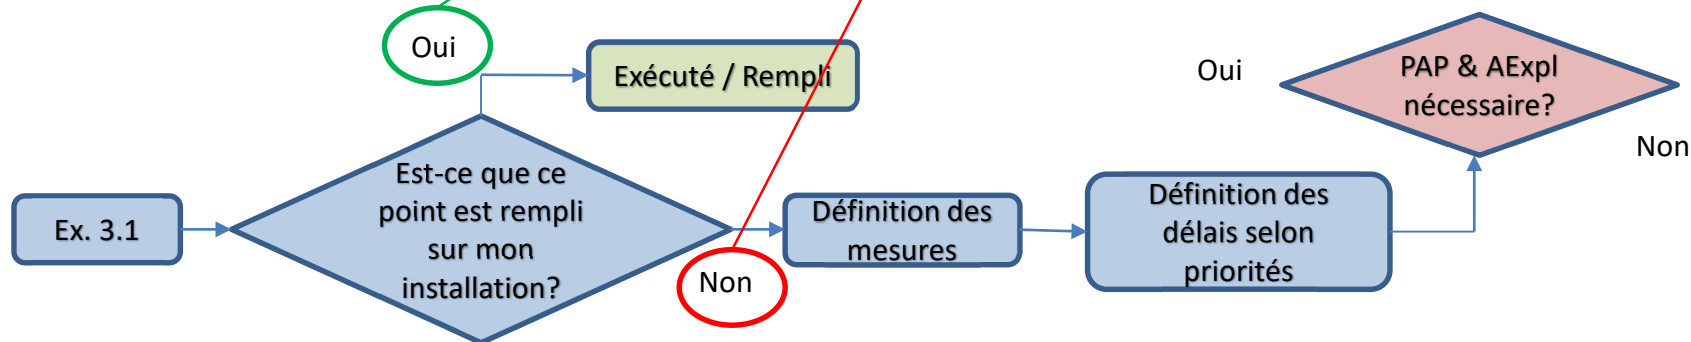 Oui
Exécuté / Rempli
Oui
PAP & AExpl
nécessaire?
Non
Ex. 3.1
Est-ce que ce
point est rempli
sur mon
installation?
Non
Définition des
mesures
Définition des
délais selon
priorités